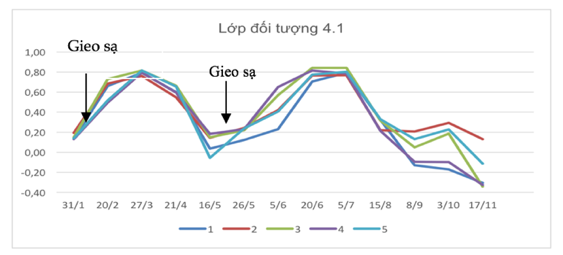 Lớp đối tượng 4.1
Gieo sạ
Gieo sạ
1,00
0,80
0,60
0,40
0,20
0,00
-0,20
-0,40
31/1 20/2 27/3 21/4 16/5 26/5 5/6 20/6 5/7 15/8 8/9 3/10 17/11
1 2 3 4 5